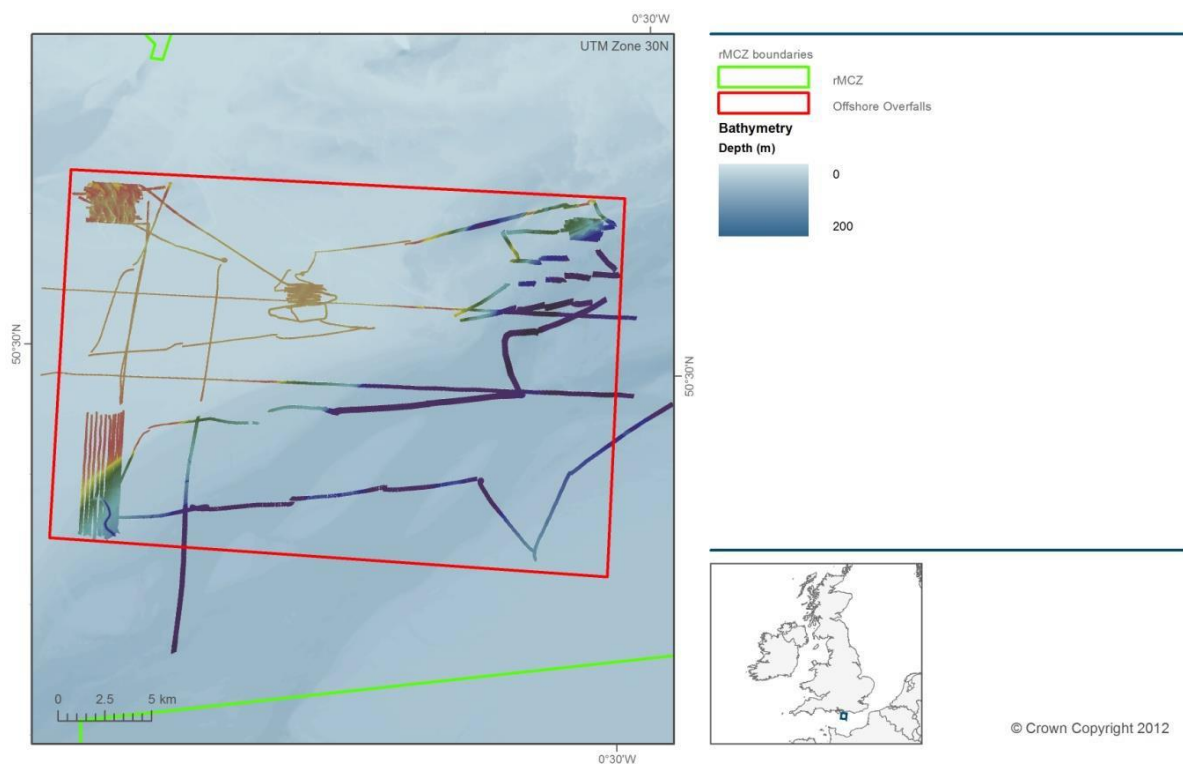 0°30'W
UTM Zone 30N
50°30'N
50°30'N
0 2.5 5 km
0°30'W
rMCZ boundaries
rMCZ
Offshore Overfalls
Bathymetry
Depth (m)
0
200
© Crown Copyright 2012